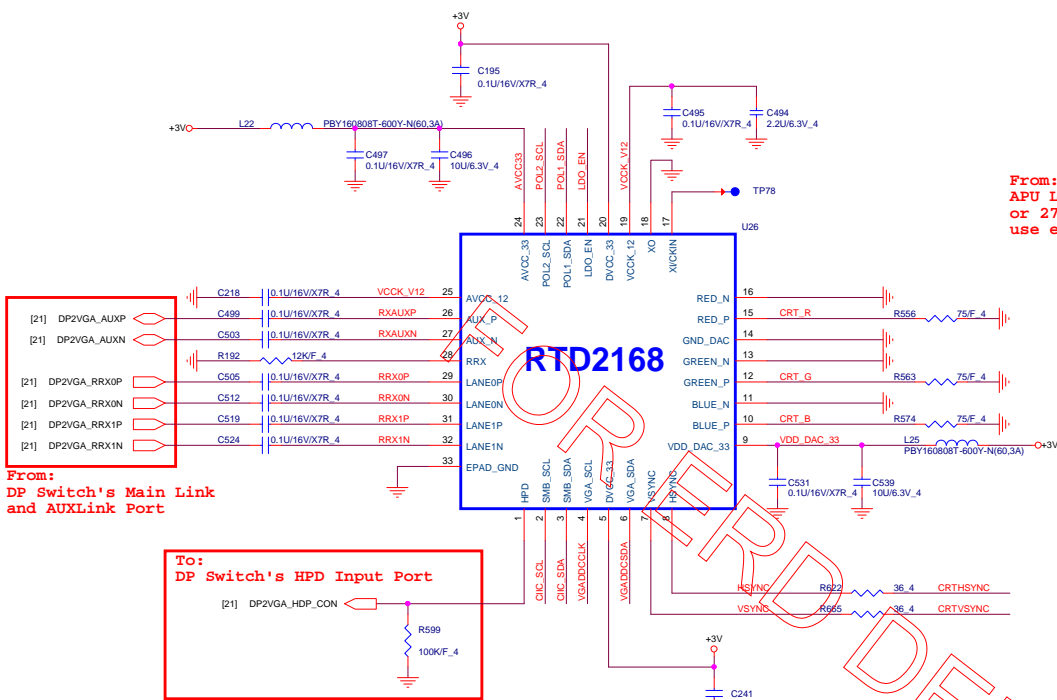 +3V
C195
0.1U/16V/X7R_4
+3V
L22
PBY160808T-600Y-N(60,3A)
C497
0.1U/16V/X7R_4
C496
10U/6.3V_4
C495
0.1U/16V/X7R_4
C494
2.2U/6.3V_4
AVCC33
POL2_SCL
POL1_SDA
LDO_EN
VCCK_V12
TP78
From:
APU L
or 27
use e
24
23
22
21
20
19
18
17
U26
AVCC_33
POL2_SCL
POL1_SDA
LDO_EN
DVCC_33
VCCK_12
XO
XI/CKIN
RTD2168
C218
0.1U/16V/X7R_4
VCCK_V12
25
AVCC_12
[21]
DP2VGA_AUXP
C499
0.1U/16V/X7R_4
RXAUXP
26
AUX_P
[21]
DP2VGA_AUXN
C503
0.1U/16V/X7R_4
RXAUXN
27
AUX_N
R192
12K/F_4
28
RRX
[21]
DP2VGA_RRX0P
C505
0.1U/16V/X7R_4
RRX0P
29
LANE0P
[21]
DP2VGA_RRX0N
C512
0.1U/16V/X7R_4
RRX0N
30
LANE0N
[21]
DP2VGA_RRX1P
C519
0.1U/16V/X7R_4
RRX1P
31
LANE1P
[21]
DP2VGA_RRX1N
C524
0.1U/16V/X7R_4
RRX1N
32
LANE1N
33
EPAD_GND
From:
DP Switch's Main Link
and AUXLink Port
RED_N
16
RED_P
15
CRT_R
R556
75/F_4
GND_DAC
14
GREEN_N
13
GREEN_P
12
CRT_G
R563
75/F_4
BLUE_N
11
BLUE_P
10
CRT_B
R574
75/F_4
VDD_DAC_33
9
VDD_DAC_33
L25
PBY160808T-600Y-N(60,3A)
+3V
C531
0.1U/16V/X7R_4
C539
10U/6.3V_4
HPD
SMB_SCL
SMB_SDA
VGA_SCL
DVCC_33
VGA_SDA
VSYNC
HSYNC
1
2
3
4
5
6
7
8
CIIC_SCL
CIIC_SDA
VGADDCCLK
VGADDCSDA
To:
DP Switch's HPD Input Port
[21]
DP2VGA_HDP_CON
R599
100K/F_4
HSYNC
R622
36_4
CRTHSYNC
VSYNC
R665
36_4
CRTVSYNC
+3V
C241
FOR ERD DE